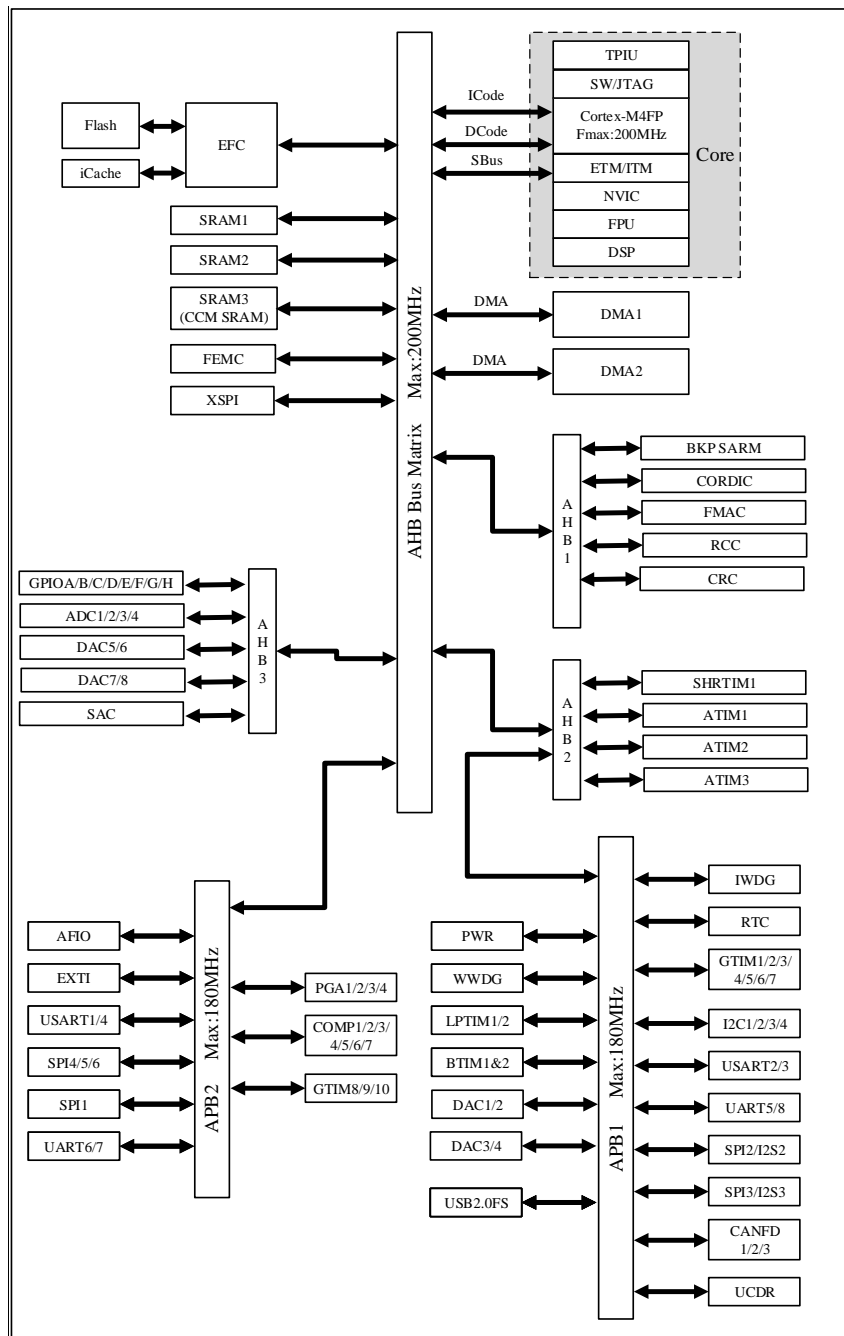 TPIU
SW/JTAG
Cortex-M4FP
Fmax:200MHz
ETM/ITM
NVIC
FPU
DSP
Core
ICode
DCode
SBus
Flash
iCache
EFC
SRAM1
SRAM2
SRAM3
(CCM SRAM)
FEMC
XSPI
AHB Bus Matrix Max:200MHz
DMA
DMA1
DMA
DMA2
AHB1
BKP SARM
CORDIC
FMAC
RCC
CRC
GPIOA/B/C/D/E/F/G/H
ADC1/2/3/4
DAC5/6
DAC7/8
SAC
AHB3
AHB2
SHRTIM1
ATIM1
ATIM2
ATIM3
AFIO
EXTI
USART1/4
SPI4/5/6
SPI1
UART6/7
APB2 Max:180MHz
PGA1/2/3/4
COMP1/2/3/
4/5/6/7
GTIM8/9/10
PWR
WWDG
LPTIM1/2
BTIM1&2
DAC1/2
DAC3/4
USB2.0FS
APB1 Max:180MHz
IWDG
RTC
GTIM1/2/3/
4/5/6/7
I2C1/2/3/4
USART2/3
UART5/8
SPI2/I2S2
SPI3/I2S3
CANFD
1/2/3
UCDR